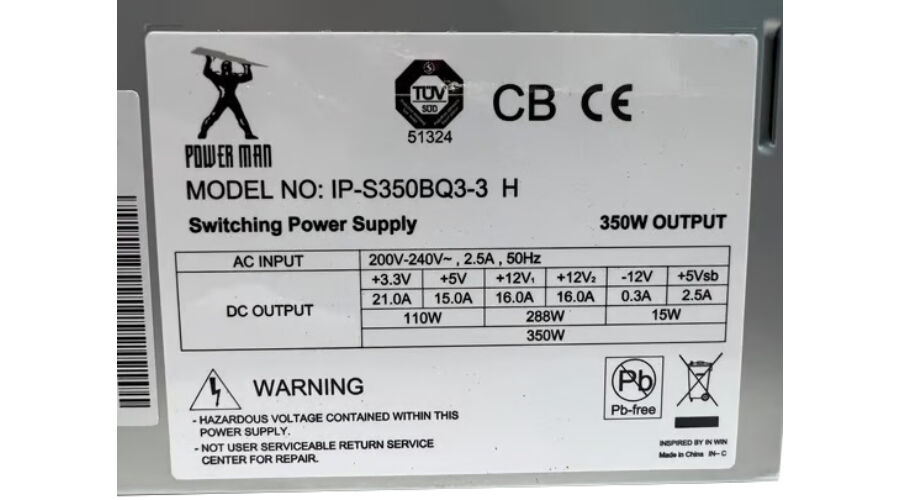 POWER MAN
TÜV
SÜD
51324
CB CE
MODEL NO: IP-S350BQ3-3 H
Switching Power Supply 350W OUTPUT
AC INPUT 200V-240V~ , 2.5A , 50Hz
DC OUTPUT
+3.3V +5V +12V₁ +12V₂ -12V +5Vsb
21.0A 15.0A 16.0A 16.0A 0.3A 2.5A
110W 288W 15W
350W
WARNING
- HAZARDOUS VOLTAGE CONTAINED WITHIN THIS
POWER SUPPLY.
- NOT USER SERVICEABLE RETURN SERVICE
CENTER FOR REPAIR.
Pb
Pb-free
INSPIRED BY IN WIN
Made in China IN-C